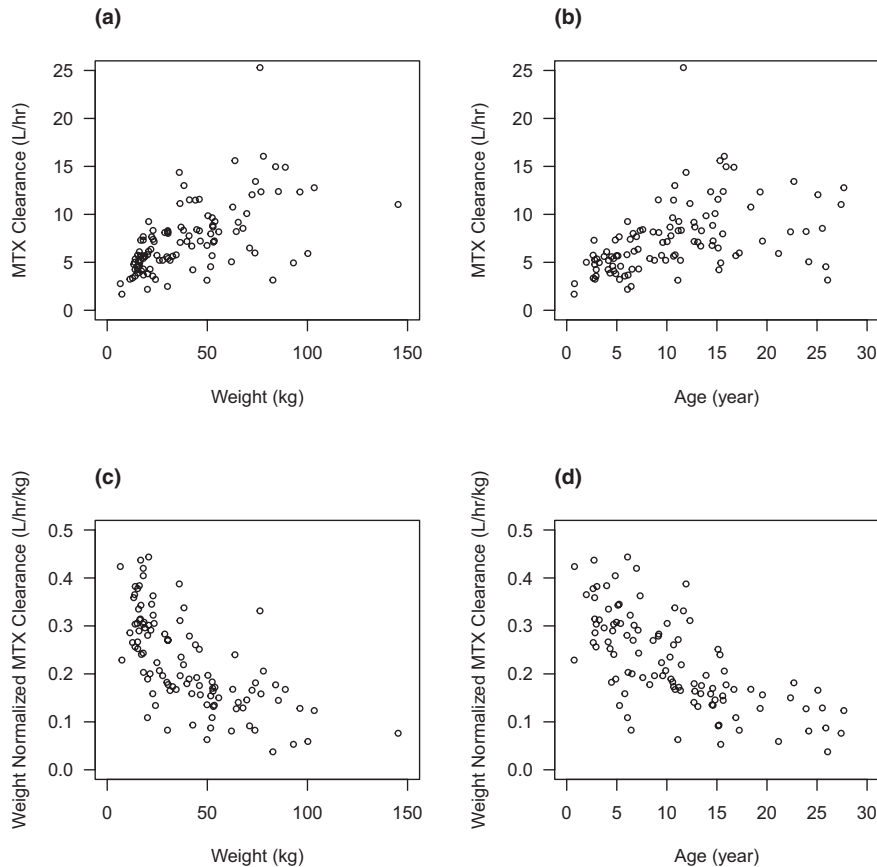 (a)
MTX Clearance (L/hr)
25
20
15
10
5
0
0 50 100 150
Weight (kg)
(b)
MTX Clearance (L/hr)
25
20
15
10
5
0
0 5 10 15 20 25 30
Age (year)
(c)
Weight Normalized MTX Clearance (L/hr/kg)
0.5
0.4
0.3
0.2
0.1
0.0
0 50 100 150
Weight (kg)
(d)
Weight Normalized MTX Clearance (L/hr/kg)
0.5
0.4
0.3
0.2
0.1
0.0
0 5 10 15 20 25 30
Age (year)